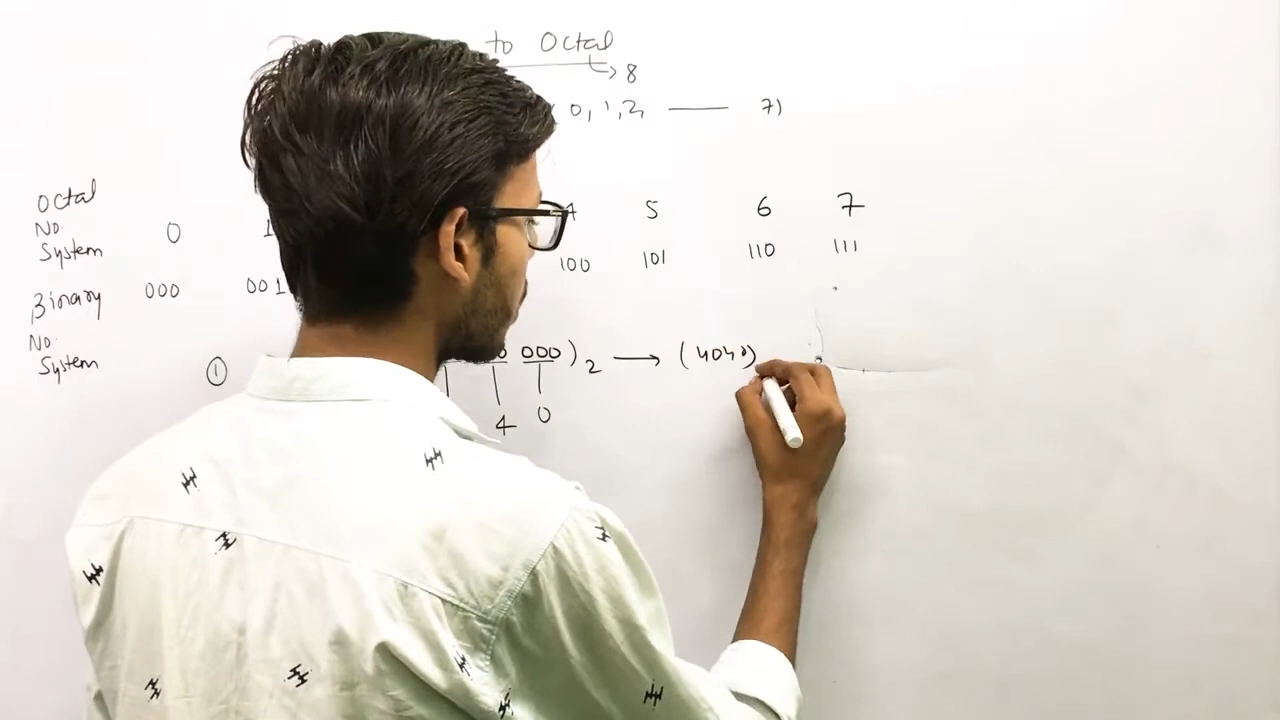 to Octal
→ 8
0, 1, 2, —— 7)
Octal No. System 0 1 4 5 6 7
Binary No. System 000 001 100 101 110 111
① 000)2 → (4040)
4 0